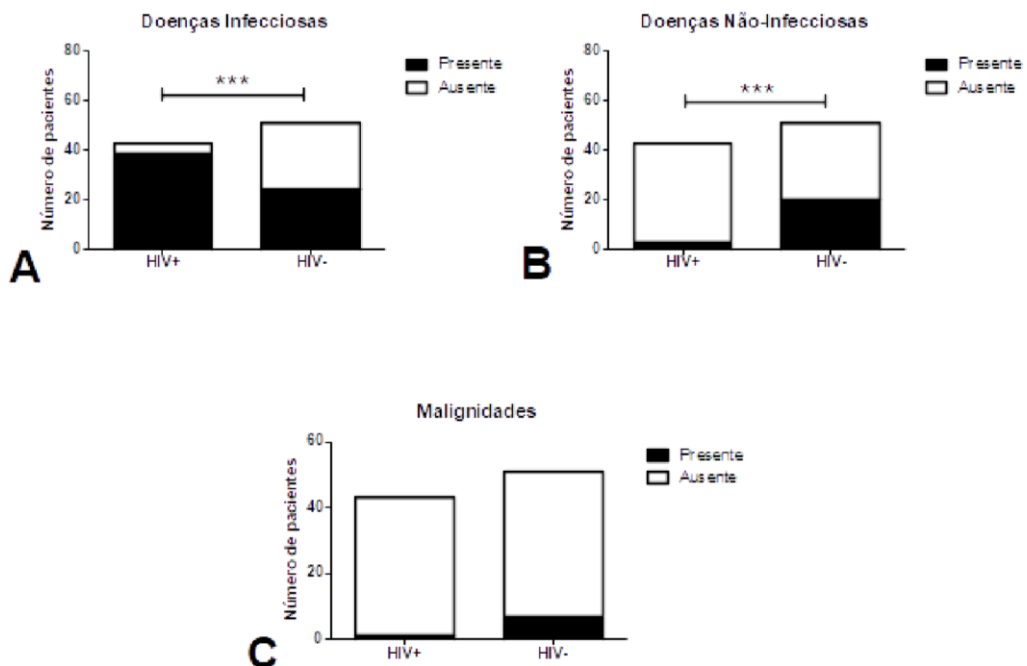 Doenças Infecciosas
Número de pacientes
80
60
40
20
0
***
HIV+
HIV-
Presente
Ausente
A
Doenças Não-Infecciosas
Número de pacientes
80
60
40
20
0
***
HIV+
HIV-
Presente
Ausente
B
Malignidades
Número de pacientes
60
40
20
0
HIV+
HIV-
Presente
Ausente
C